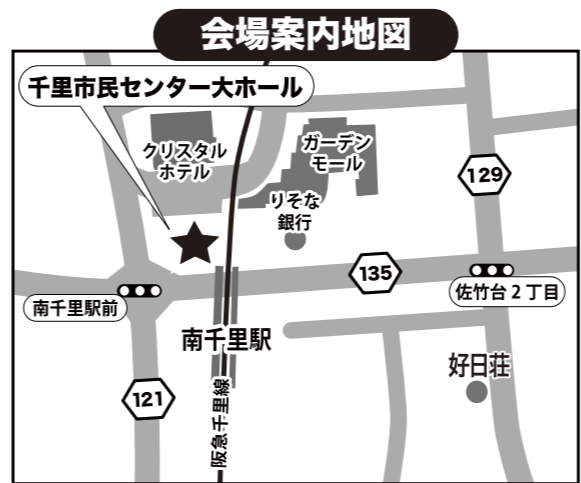 会場案内地図
千里市民センター大ホール
クリスタル
ホテル
ガーデン
モール
りそな
銀行
129
135
南千里駅前
佐竹台2丁目
南千里駅
好日荘
121
阪急千里線